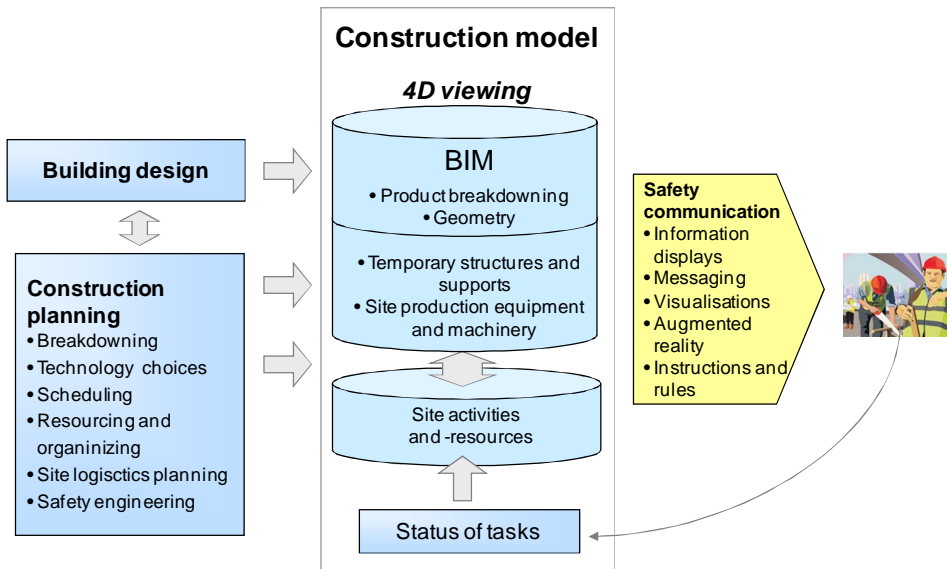 Construction model
4D viewing
BIM
• Product breakdowning
• Geometry
• Temporary structures and
supports
• Site production equipment
and machinery
Site activities
and -resources
Status of tasks
Building design
Construction
planning
• Breakdowning
• Technology choices
• Scheduling
• Resourcing and
organinizing
• Site logisctics planning
• Safety engineering
Safety
communication
• Information
displays
• Messaging
• Visualisations
• Augmented
reality
• Instructions and
rules